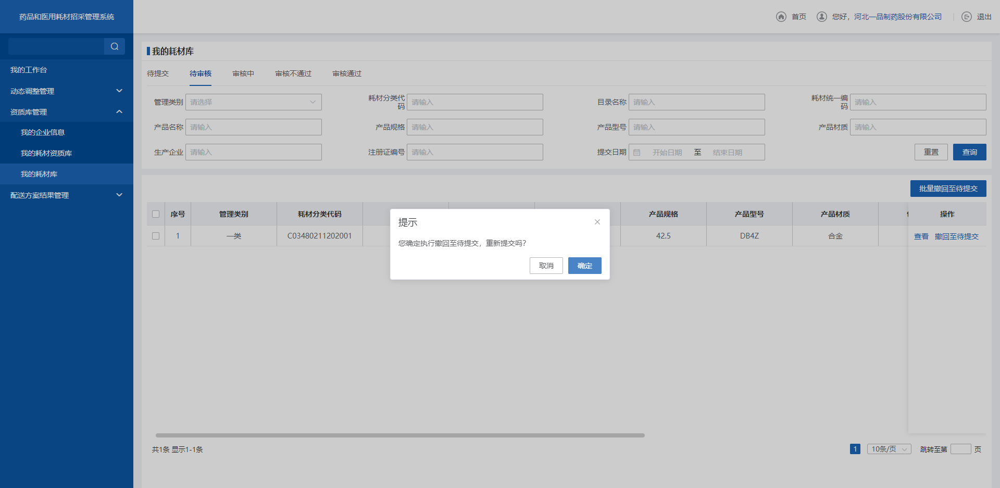 药品和医用耗材招采管理系统
首页
您好，河北一品制药股份有限公司
退出
我的工作台
动态调整管理
资质库管理
我的企业信息
我的耗材资质库
我的耗材库
配送方案结果管理
我的耗材库
待提交 待审核 审核中 审核不通过 审核通过
管理类别 请选择 耗材分类代码 请输入 目录名称 请输入 耗材统一编码 请输入
产品名称 请输入 产品规格 请输入 产品型号 请输入 产品材质 请输入
生产企业 请输入 注册证编号 请输入 提交日期 开始日期 至 结束日期 重置 查询
批量撤回至待提交
序号 管理类别 耗材分类代码 产品规格 产品型号 产品材质 操作
1 一类 C03480211202001 42.5 DB4Z 合金 查看 撤回至待提交
提示
您确定执行撤回至待提交，重新提交吗?
取消 确定
共1条 显示1-1条 1 10条/页 跳转至第 页